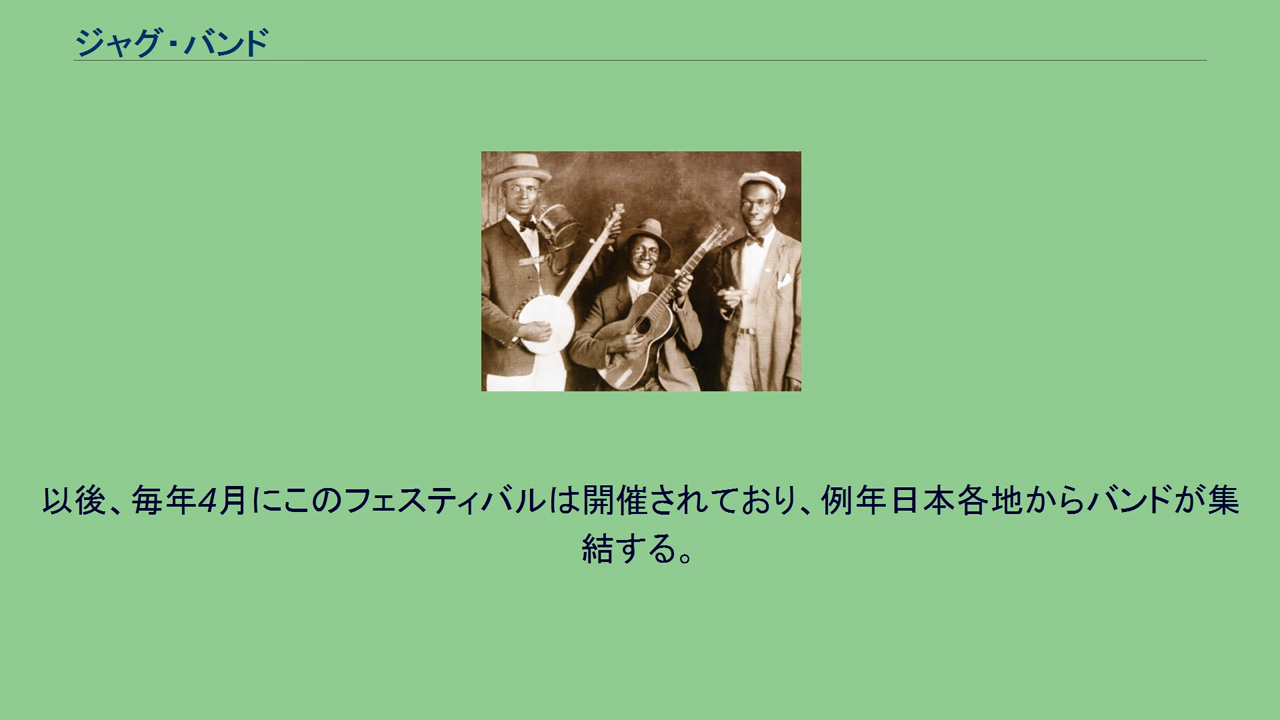 ジャグ・バンド
以後、毎年4月にこのフェスティバルは開催されており、例年日本各地からバンドが集
結する。